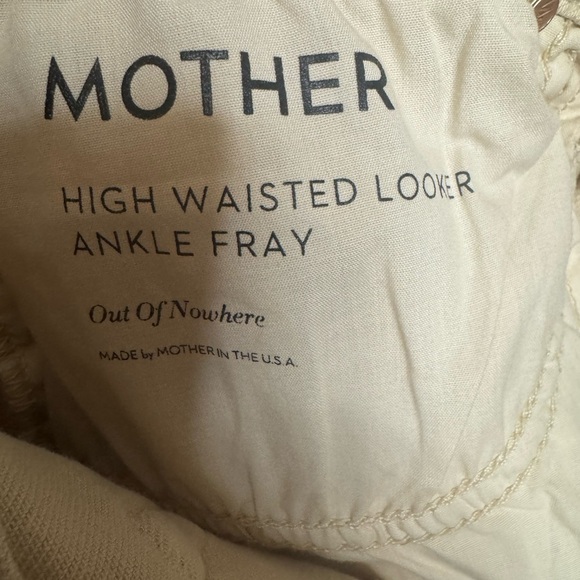 MOTHER
HIGH WAISTED LOOKER
ANKLE FRAY
Out Of Nowhere
MADE by MOTHER IN THE U.S.A.